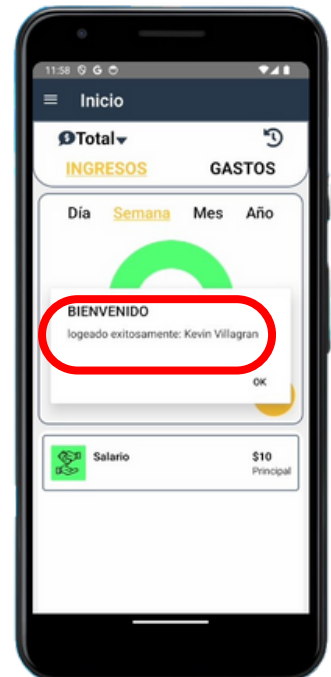 11:58
Inicio
Total
INGRESOS GASTOS
Día Semana Mes Año
BIENVENIDO
logeado exitosamente: Kevin Villagran
OK
Salario $10
Principal